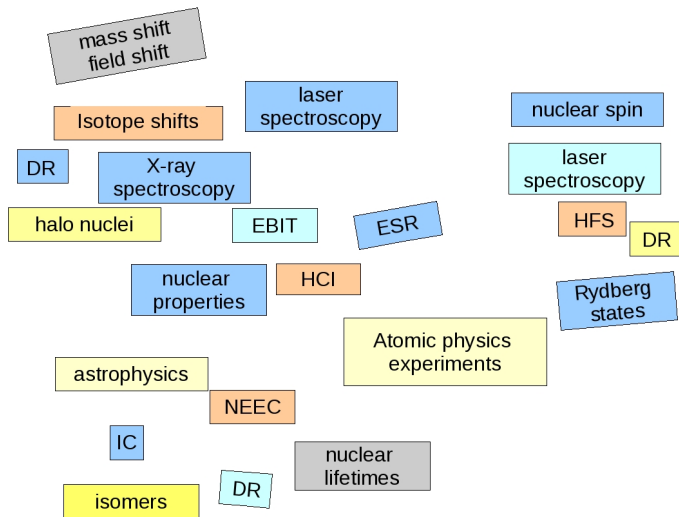 mass shift
field shift
laser
spectroscopy
Isotope shifts
nuclear spin
DR
X-ray
spectroscopy
laser
spectroscopy
halo nuclei
EBIT
ESR
HFS
DR
nuclear
properties
HCI
Rydberg
states
Atomic physics
experiments
astrophysics
NEEC
IC
nuclear
lifetimes
DR
isomers